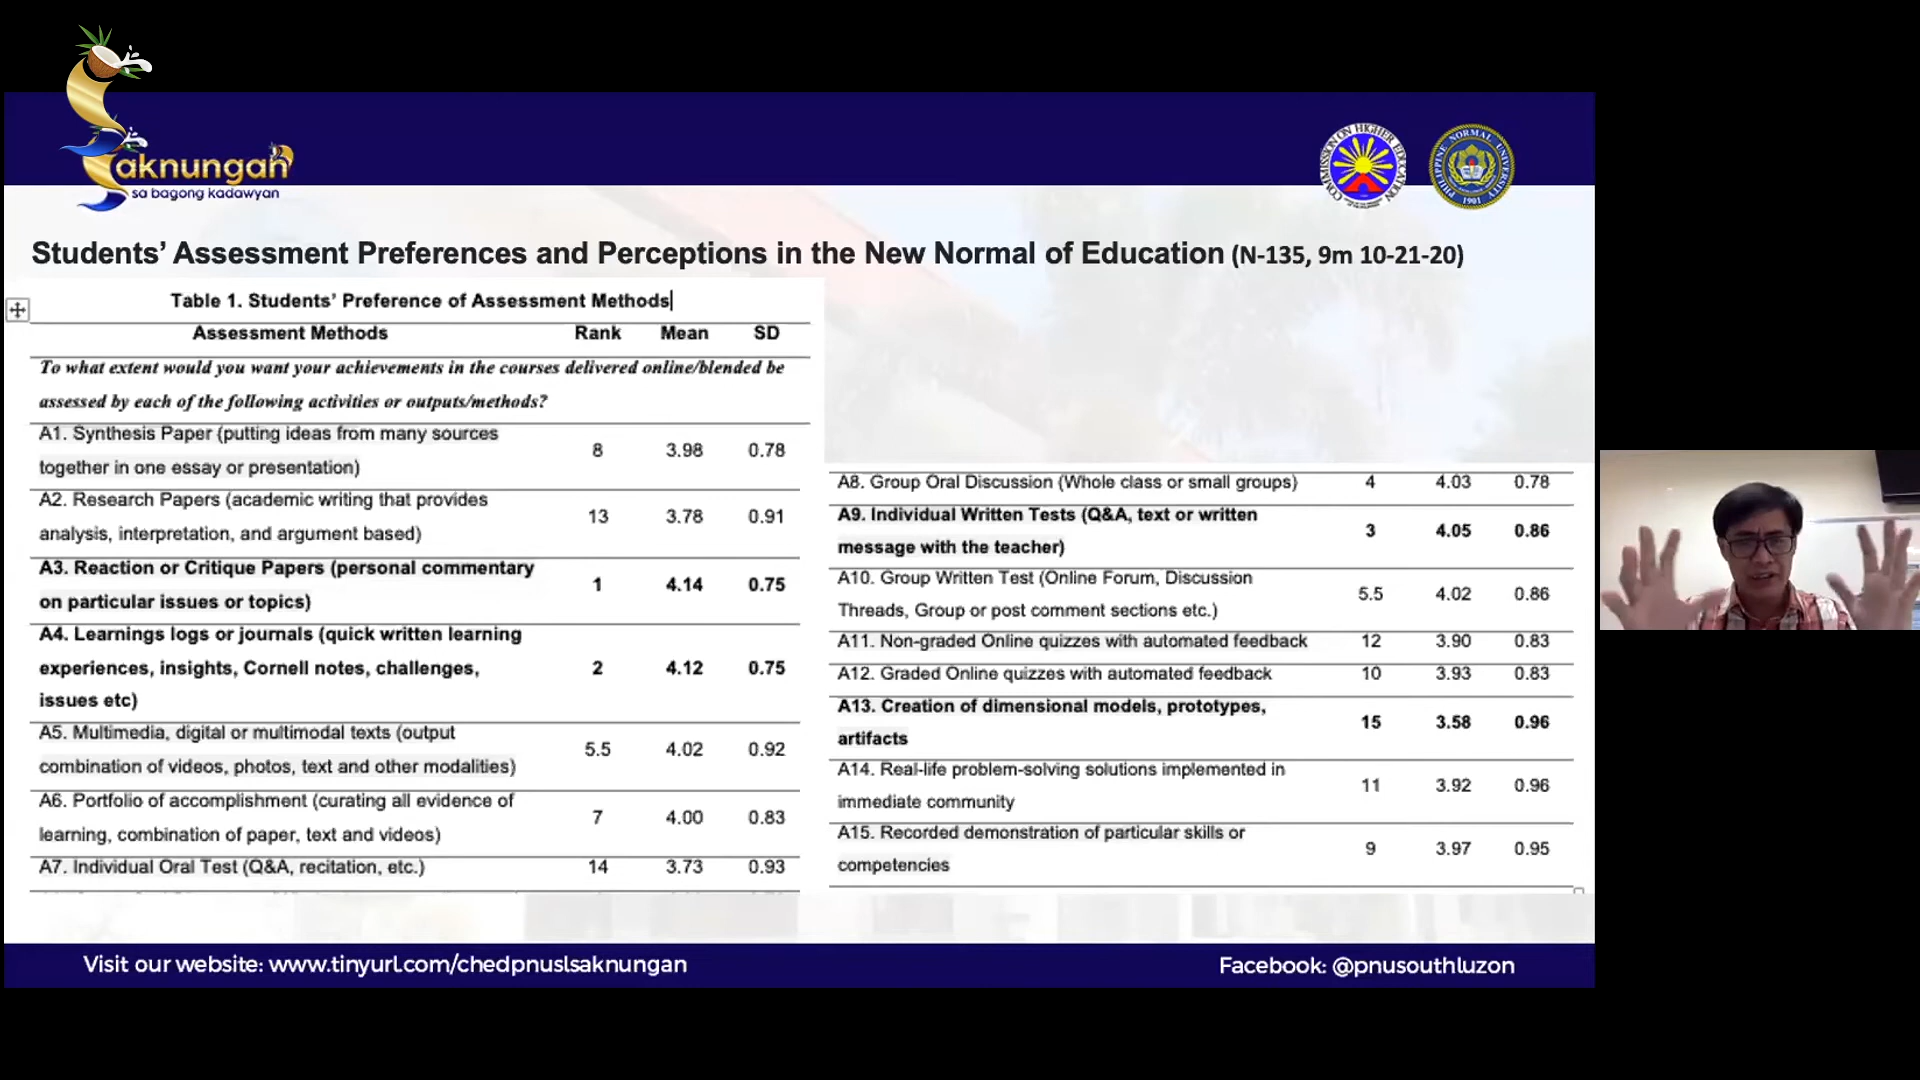 Saknungan
sa bagong kadawyan
COMMISSION ON HIGHER EDUCATION
PHILIPPINE NORMAL UNIVERSITY
1901
Students’ Assessment Preferences and Perceptions in the New Normal of Education (N-135, 9m 10-21-20)
Table 1. Students’ Preference of Assessment Methods
Assessment Methods Rank Mean SD
To what extent would you want your achievements in the courses delivered online/blended be
assessed by each of the following activities or outputs/methods?
A1. Synthesis Paper (putting ideas from many sources
together in one essay or presentation) 8 3.98 0.78
A2. Research Papers (academic writing that provides
analysis, interpretation, and argument based) 13 3.78 0.91
A3. Reaction or Critique Papers (personal commentary
on particular issues or topics) 1 4.14 0.75
A4. Learnings logs or journals (quick written learning
experiences, insights, Cornell notes, challenges, 2 4.12 0.75
issues etc)
A5. Multimedia, digital or multimodal texts (output
combination of videos, photos, text and other modalities) 5.5 4.02 0.92
A6. Portfolio of accomplishment (curating all evidence of
learning, combination of paper, text and videos) 7 4.00 0.83
A7. Individual Oral Test (Q&A, recitation, etc.) 14 3.73 0.93
A8. Group Oral Discussion (Whole class or small groups) 4 4.03 0.78
A9. Individual Written Tests (Q&A, text or written
message with the teacher) 3 4.05 0.86
A10. Group Written Test (Online Forum, Discussion
Threads, Group or post comment sections etc.) 5.5 4.02 0.86
A11. Non-graded Online quizzes with automated feedback 12 3.90 0.83
A12. Graded Online quizzes with automated feedback 10 3.93 0.83
A13. Creation of dimensional models, prototypes,
artifacts 15 3.58 0.96
A14. Real-life problem-solving solutions implemented in
immediate community 11 3.92 0.96
A15. Recorded demonstration of particular skills or
competencies 9 3.97 0.95
Visit our website: www.tinyurl.com/chedpnuslsaknungan
Facebook: @pnusouthluzon